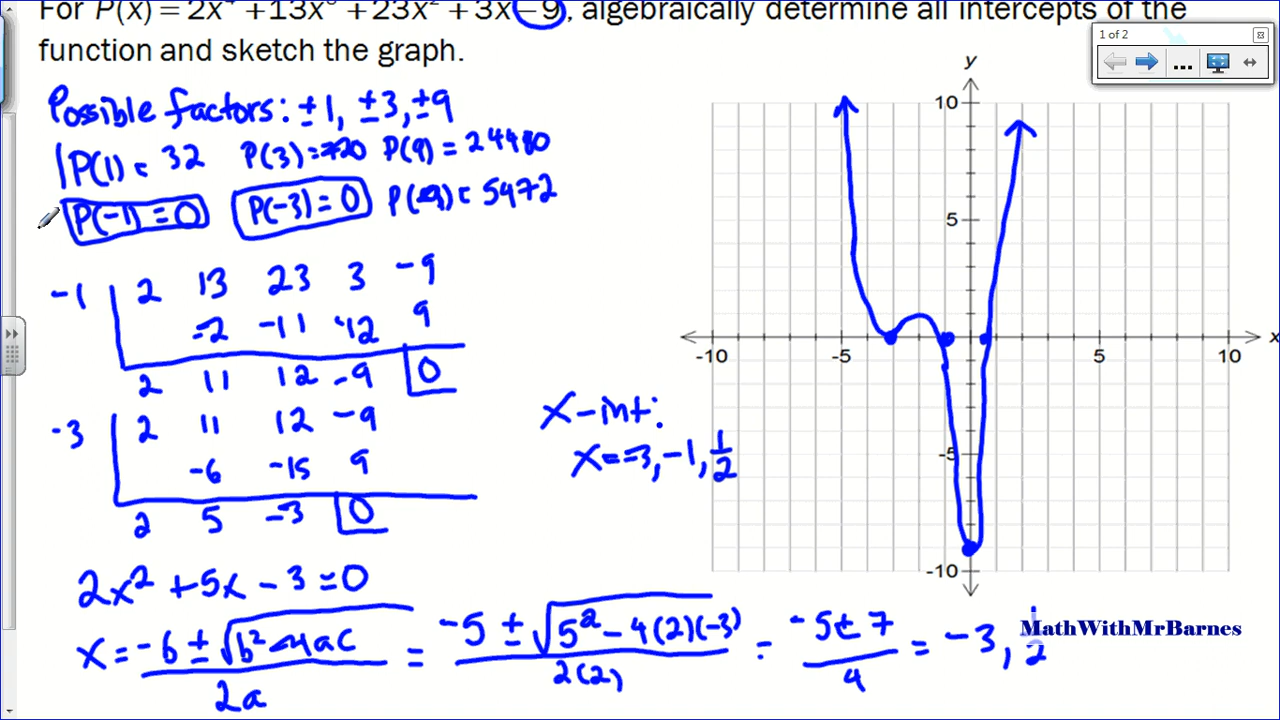 For P(x) = 2x⁴ +13x³ +23x² +3x−9, algebraically determine all intercepts of the
function and sketch the graph.
1 of 2
Possible factors: ±1, ±3, ±9
P(1) = 32 P(3) = 720 P(9) = 24480
P(-1) = 0 P(-3) = 0 P(-9) = 5472
-1 2 13 23 3 -9
-2 -11 -12 9
2 11 12 -9 0
-3 2 11 12 -9
-6 -15 9
2 5 -3 0
2x² + 5x - 3 = 0
x = -b ± √b² - 4ac / 2a = -5 ± √5² - 4(2)(-3) / 2(2) = -5 ± 7 / 4 = -3, 1/2
x-int:
x = -3, -1, 1/2
y
10
5
-10 -5 5 10 x
-5
-10
MathWithMrBarnes